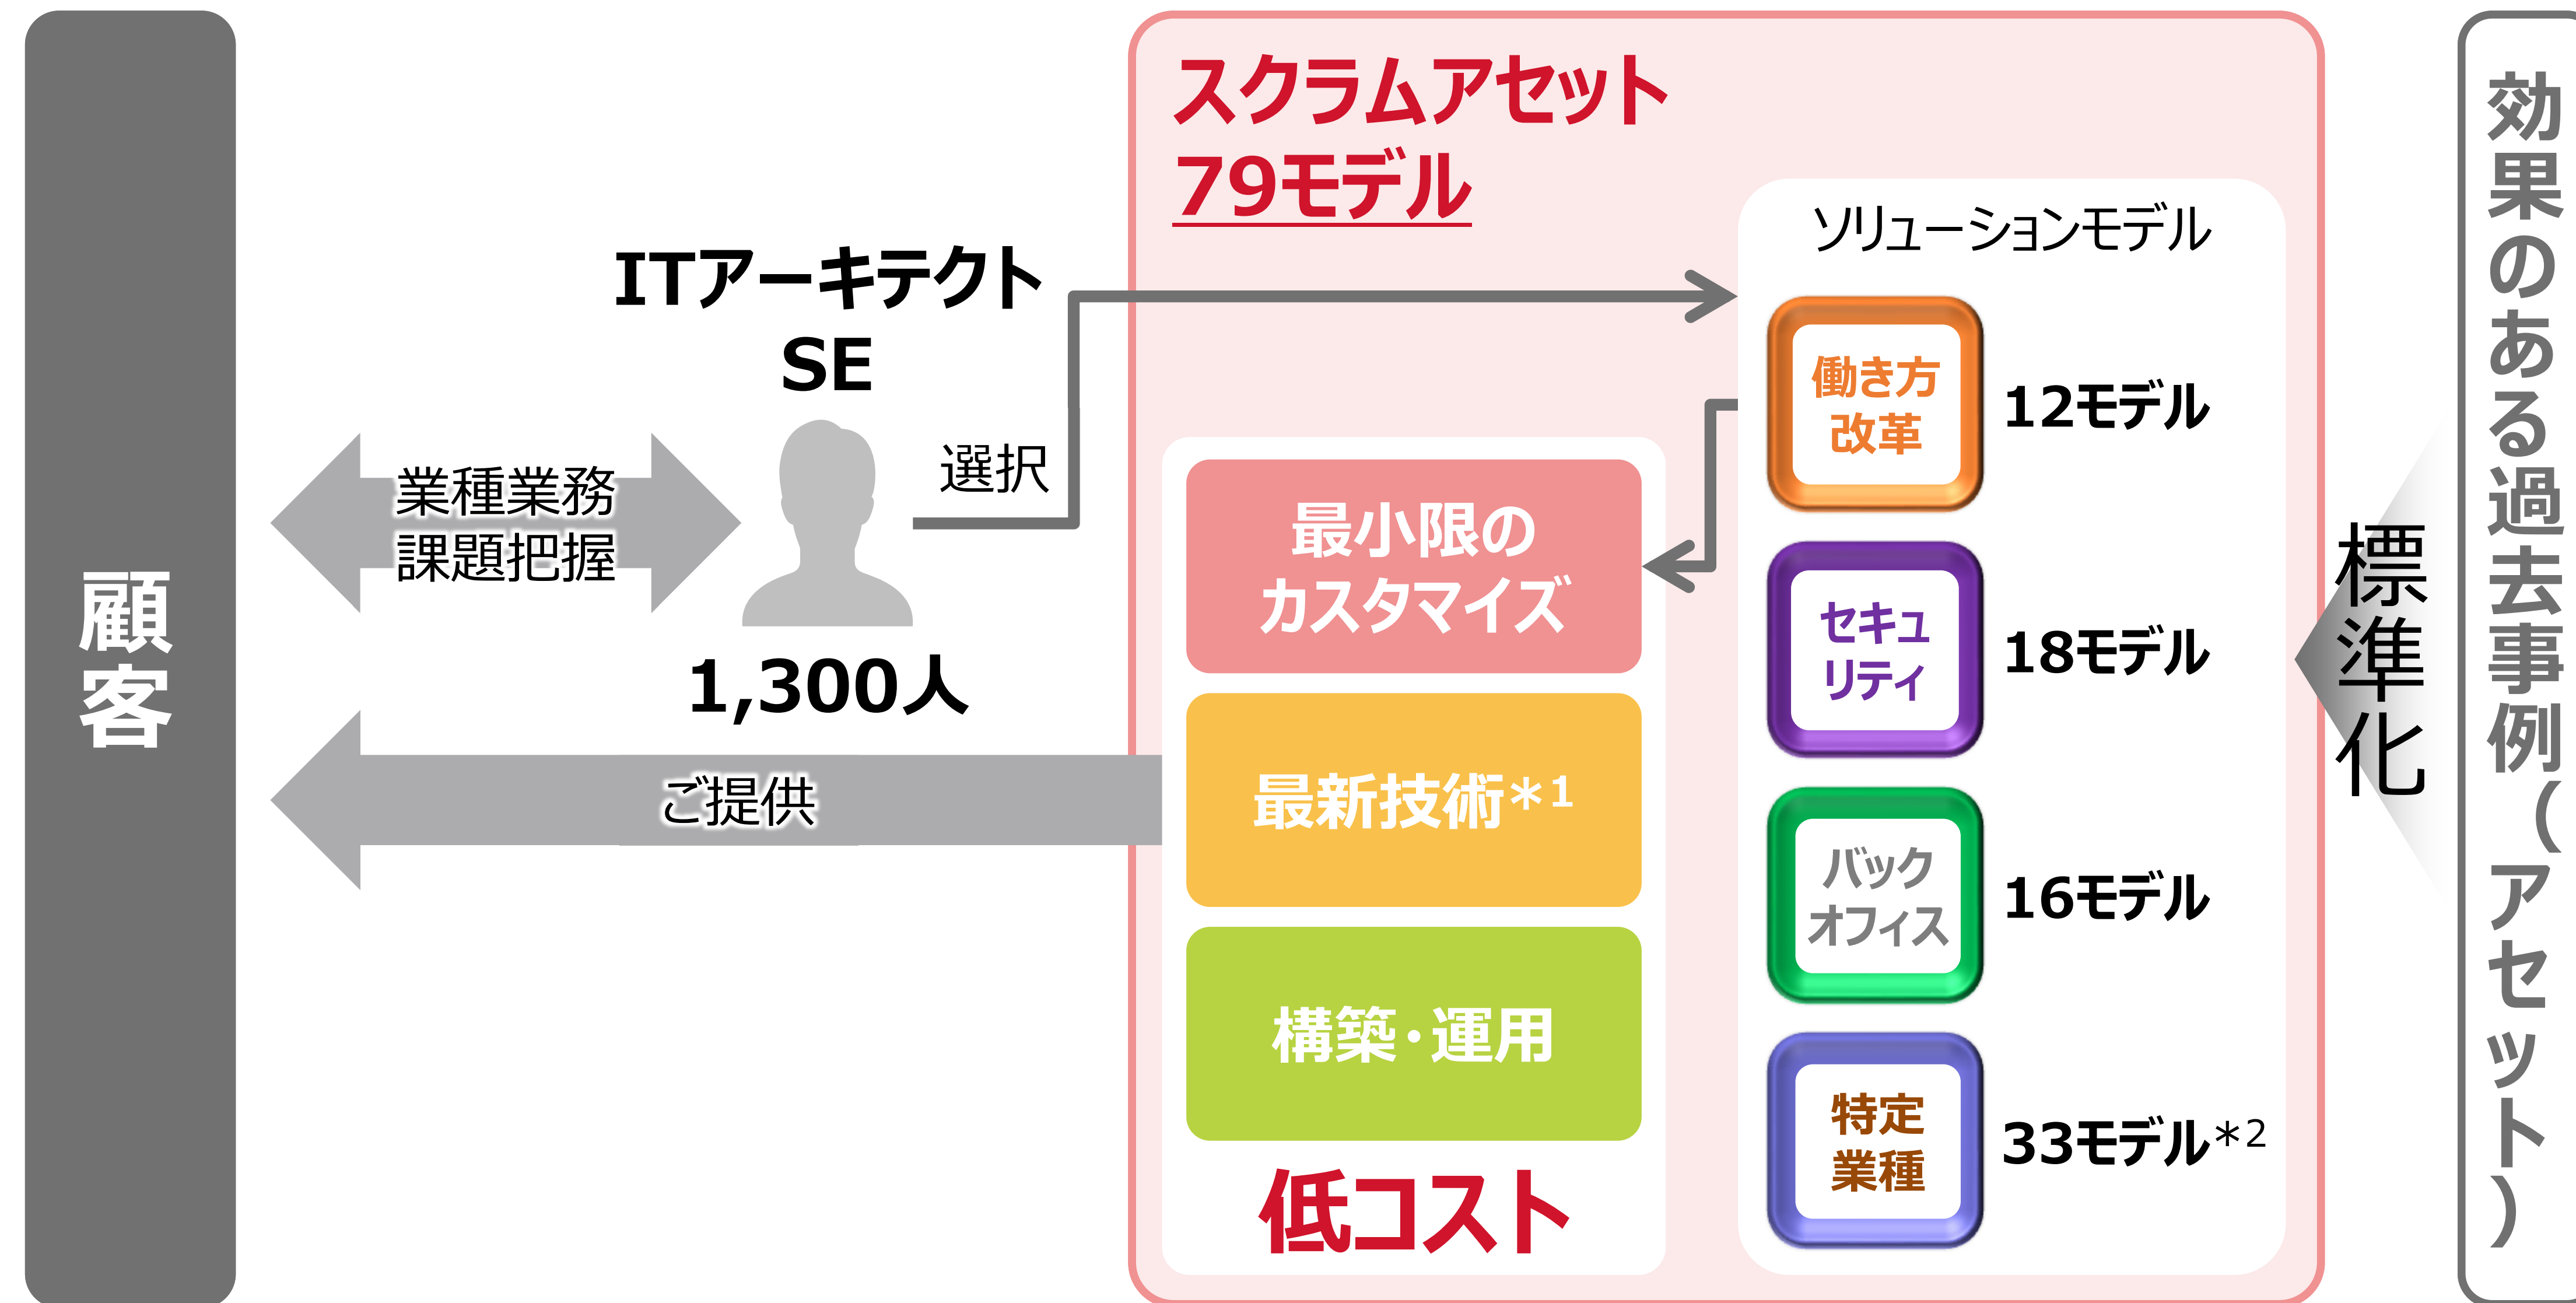 顧客
業種業務
課題把握
ITアーキテクト
SE
1,300人
選択
ご提供
スクラムアセット
79モデル
最小限の
カスタマイズ
最新技術*1
構築・運用
低コスト
ソリューションモデル
働き方
改革
12モデル
セキュ
リティ
18モデル
バック
オフィス
16モデル
特定
業種
33モデル*2
標準化
効果のある過去事例(アセット)